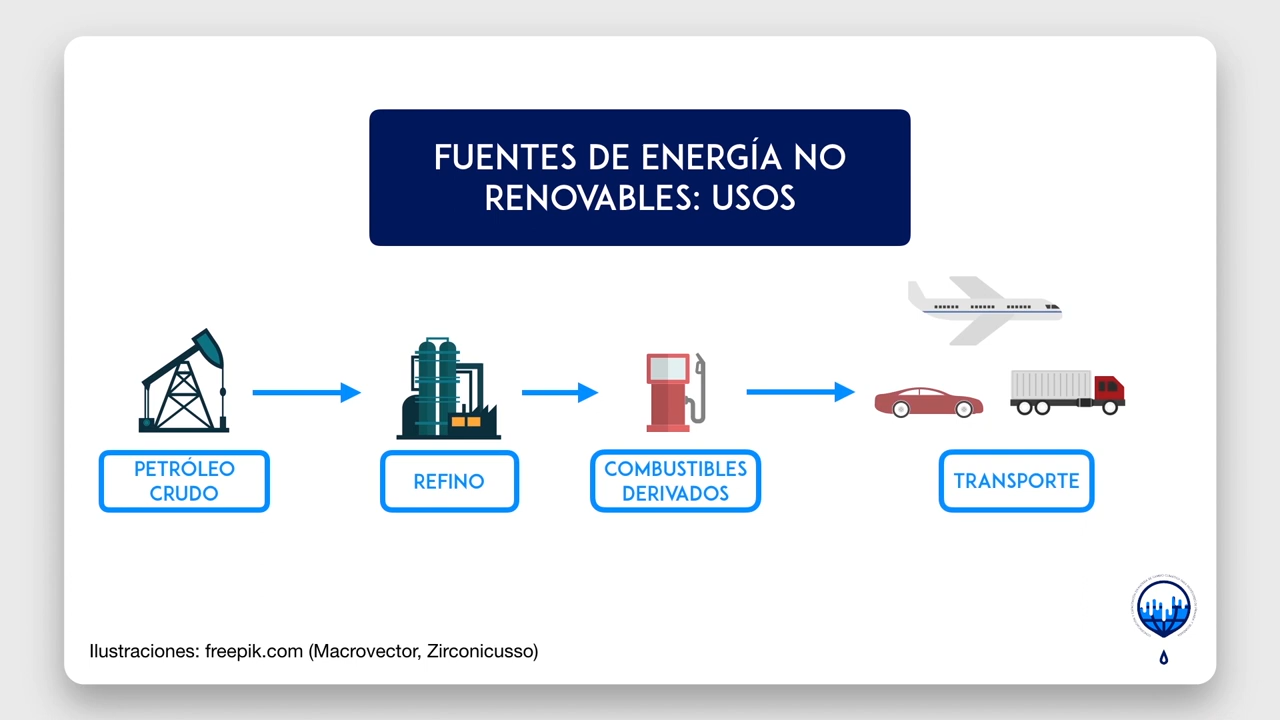 FUENTES DE ENERGÍA NO
RENOVABLES: USOS
PETRÓLEO
CRUDO
REFINO
COMBUSTIBLES
DERIVADOS
TRANSPORTE
Ilustraciones: freepik.com (Macrovector, Zirconicusso)